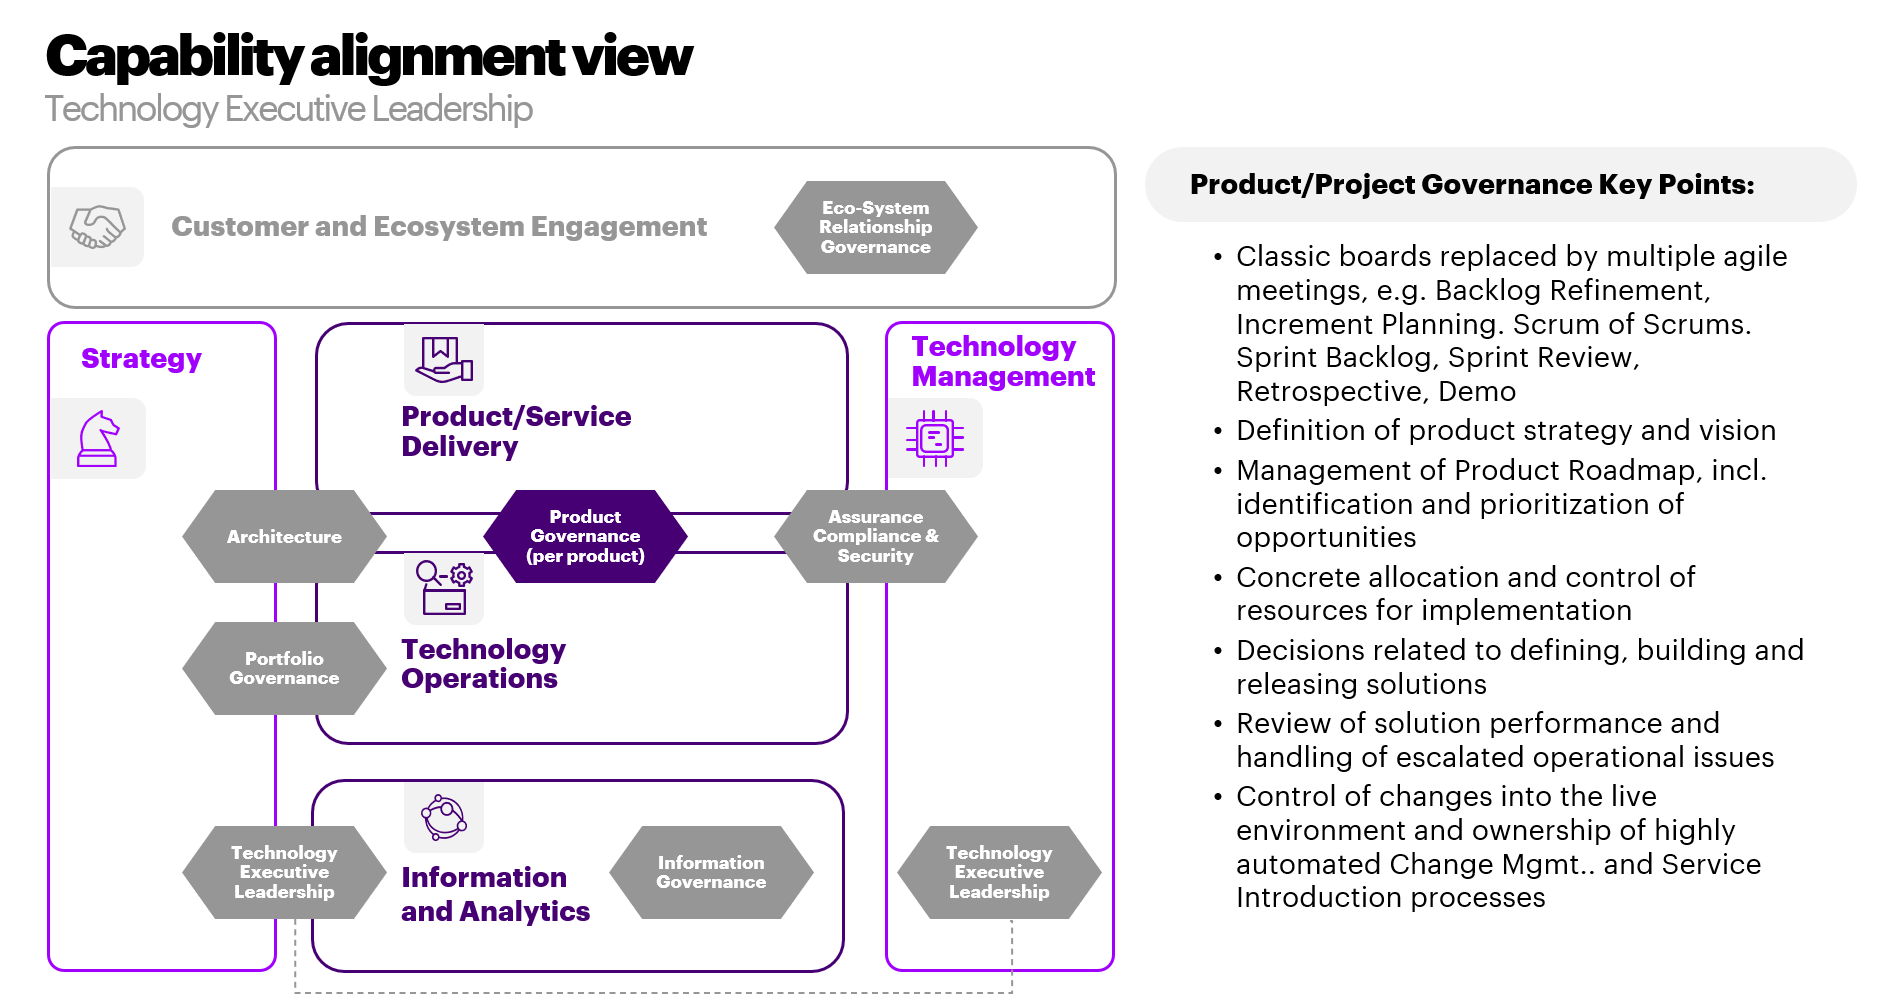 Capability alignment view
Technology Executive Leadership
Customer and Ecosystem Engagement
Eco-System
Relationship
Governance
Strategy
Product/Service
Delivery
Technology
Management
Architecture
Product
Governance
(per product)
Assurance
Compliance &
Security
Portfolio
Governance
Technology
Operations
Technology
Executive
Leadership
Information
and Analytics
Information
Governance
Technology
Executive
Leadership
Product/Project Governance Key Points:
• Classic boards replaced by multiple agile
meetings, e.g. Backlog Refinement,
Increment Planning. Scrum of Scrums.
Sprint Backlog, Sprint Review,
Retrospective, Demo
• Definition of product strategy and vision
• Management of Product Roadmap, incl.
identification and prioritization of
opportunities
• Concrete allocation and control of
resources for implementation
• Decisions related to defining, building and
releasing solutions
• Review of solution performance and
handling of escalated operational issues
• Control of changes into the live
environment and ownership of highly
automated Change Mgmt.. and Service
Introduction processes